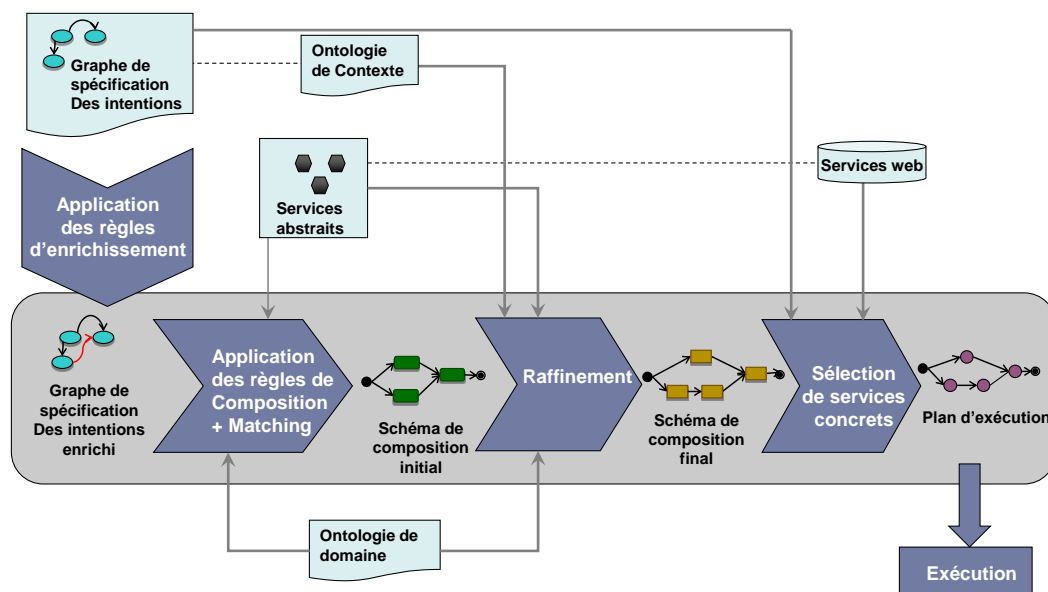 Graphe de
spécification
Des intentions
Ontologie
de Contexte
Services
abstraits
Services web
Application
des règles
d'enrichissement
Graphe de
spécification
Des intentions
enrichi
Application
des règles de
Composition
+ Matching
Schéma de
composition
initial
Raffinement
Schéma de
composition
final
Sélection
de services
concrets
Plan d'exécution
Ontologie de
domaine
Exécution